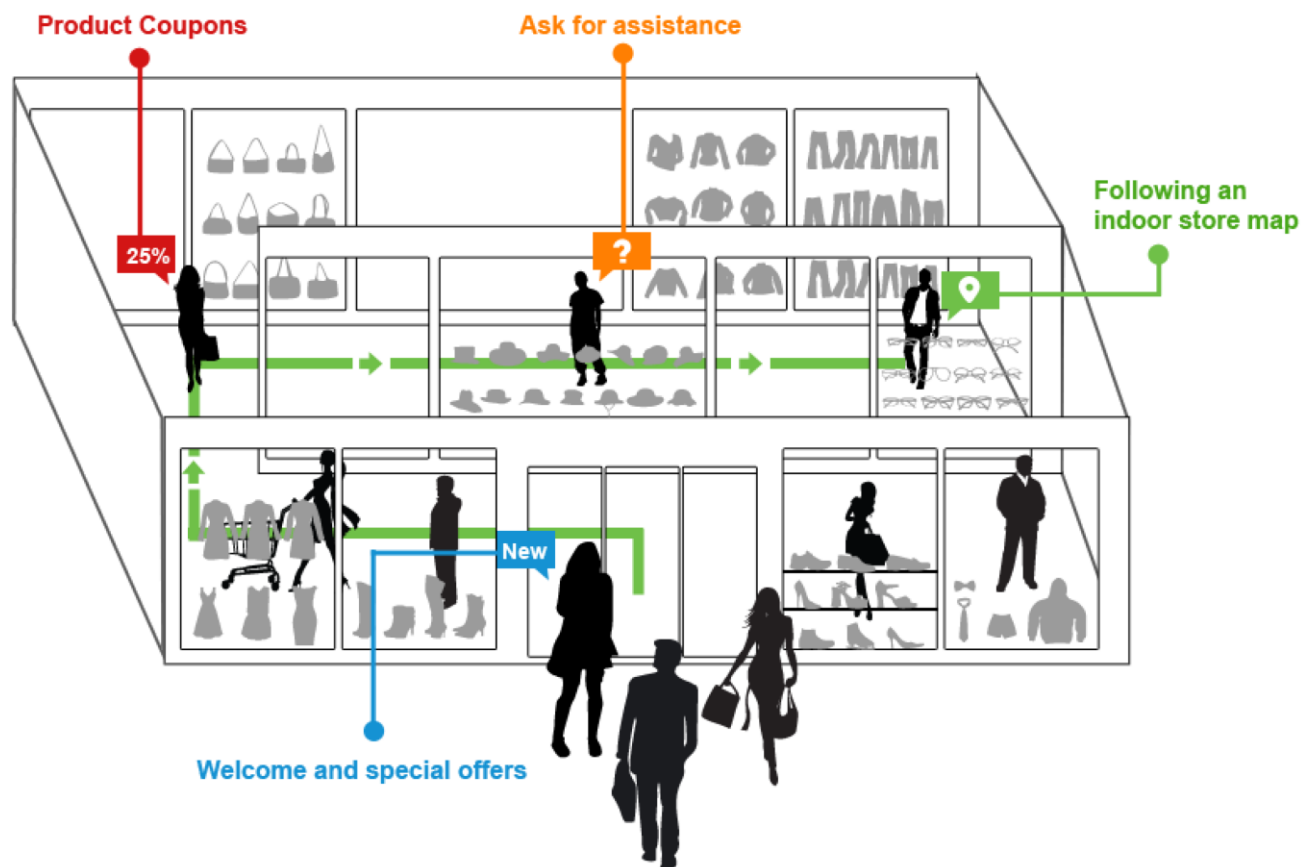 Product Coupons
Ask for assistance
Following an
indoor store map
25%
?
New
Welcome and special offers